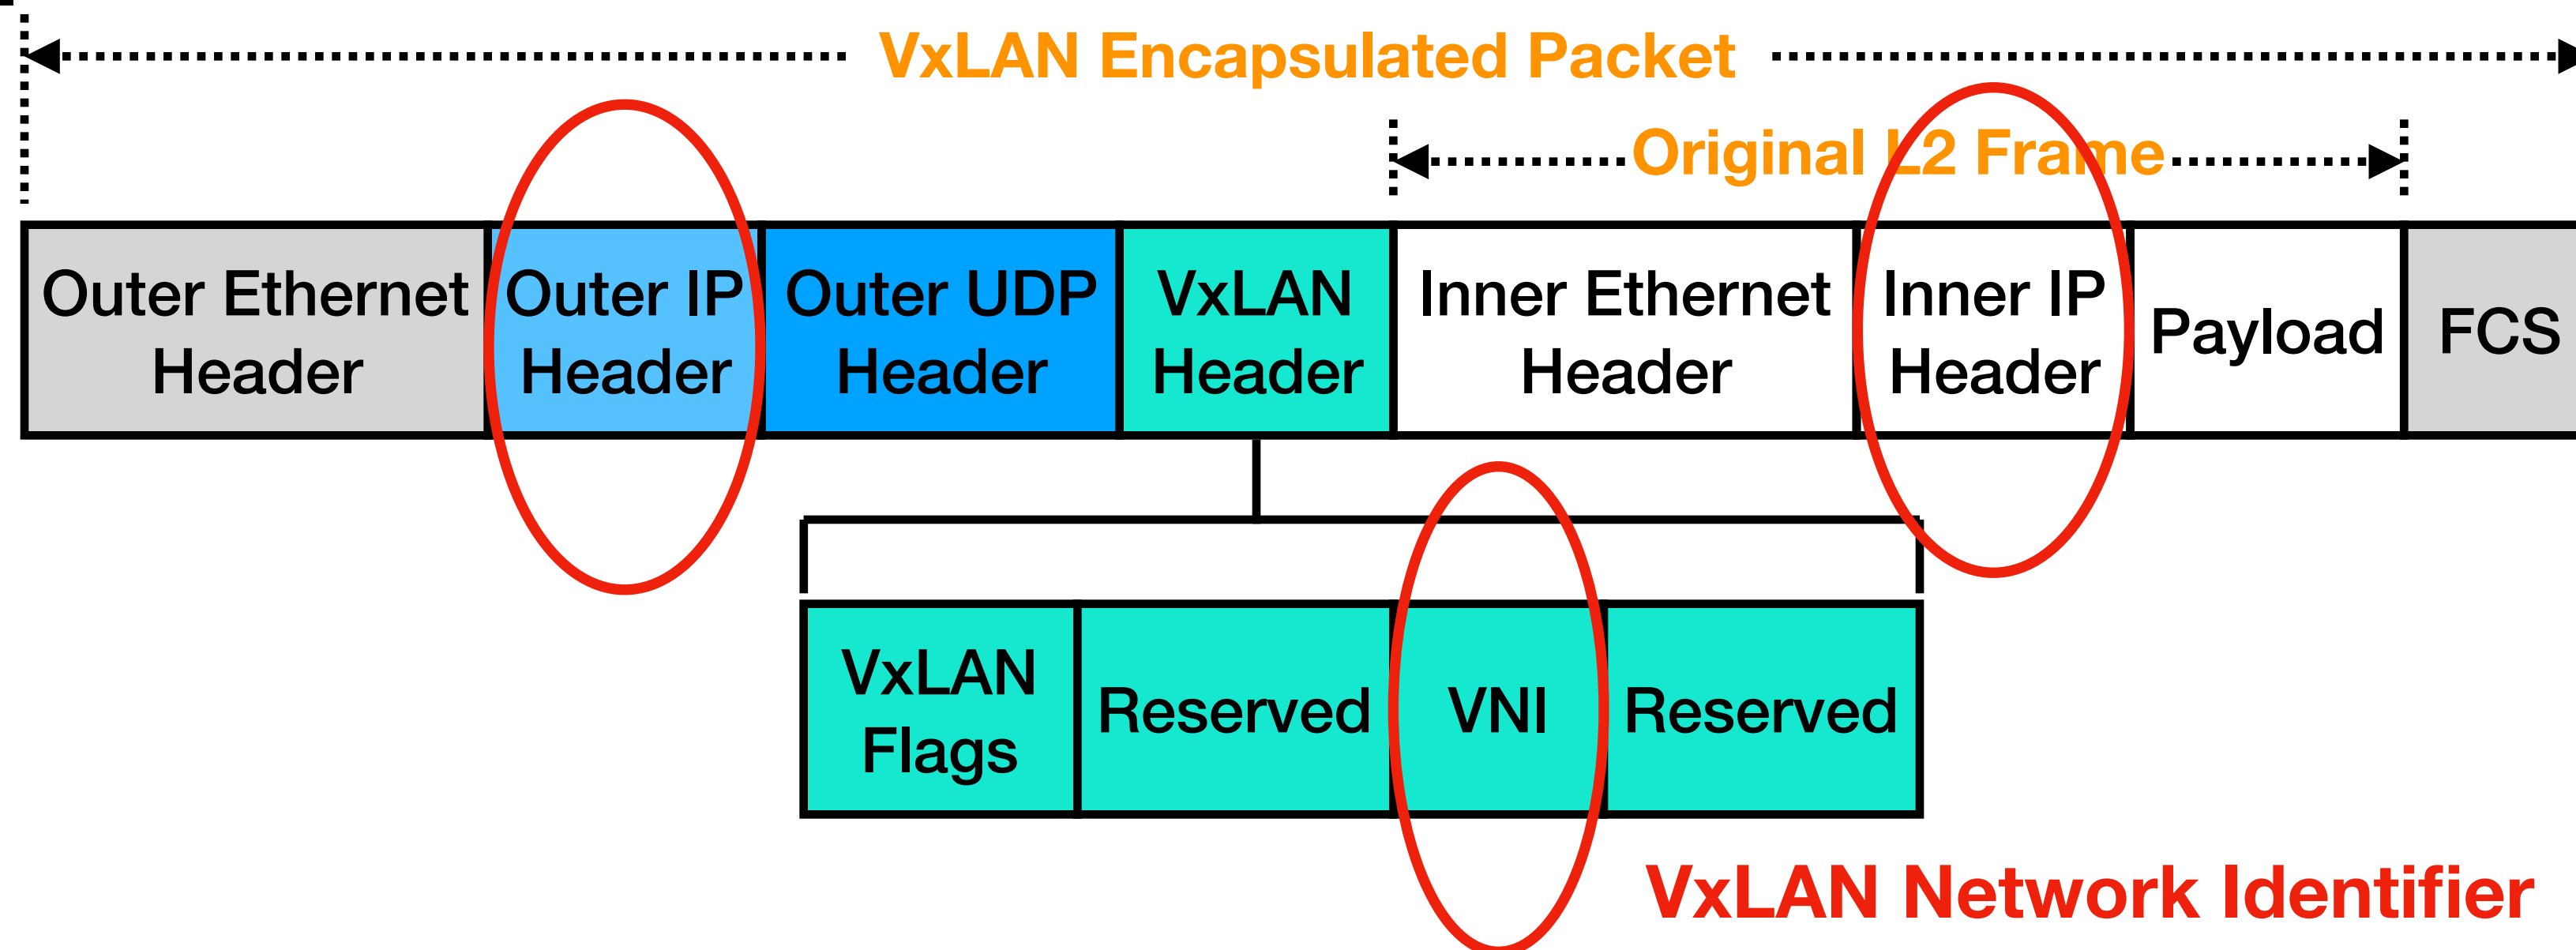 VxLAN Encapsulated Packet
Original L2 Frame
Outer Ethernet
Header
Outer IP
Header
Outer UDP
Header
VxLAN
Header
Inner Ethernet
Header
Inner IP
Header
Payload
FCS
VxLAN
Flags
Reserved
VNI
Reserved
VxLAN Network Identifier